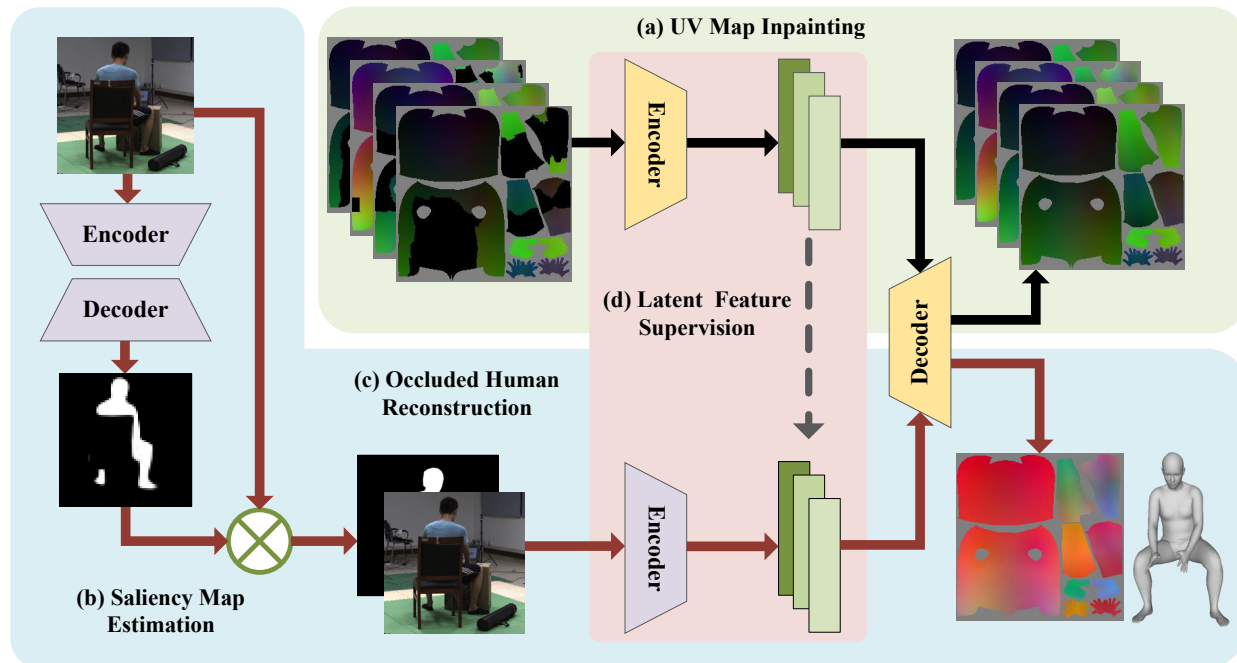 (a) UV Map Inpainting
Encoder
Encoder
Decoder
(d) Latent Feature
Supervision
Decoder
(c) Occluded Human
Reconstruction
Encoder
(b) Saliency Map
Estimation